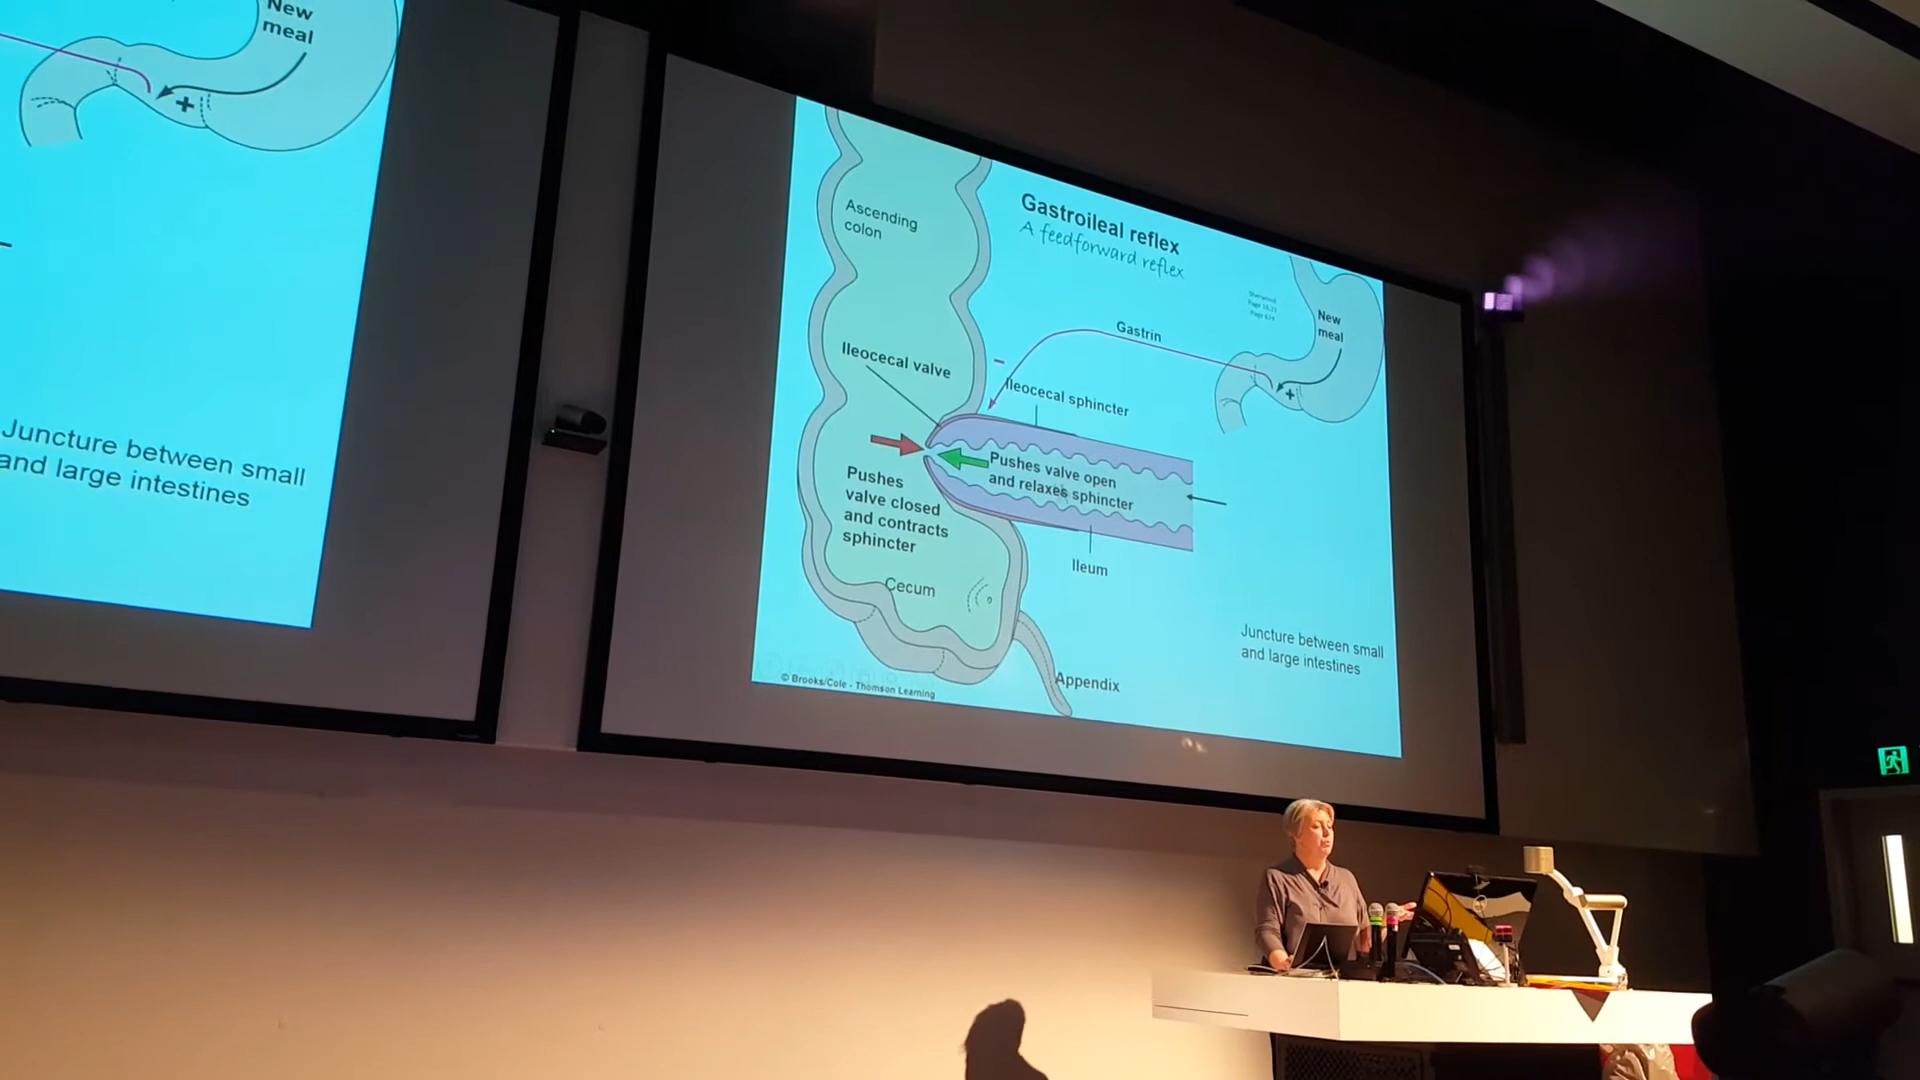 New
meal
+
Juncture between small
and large intestines
Gastroileal reflex
A feedforward reflex
Ascending
colon
Sherwood
New
meal
Gastrin
Ileocecal valve
Ileocecal sphincter
+
Pushes valve open
and relaxes sphincter
Pushes
valve closed
and contracts
sphincter
Ileum
Cecum
Juncture between small
and large intestines
Appendix
© Brooks/Cole - Thomson Learning